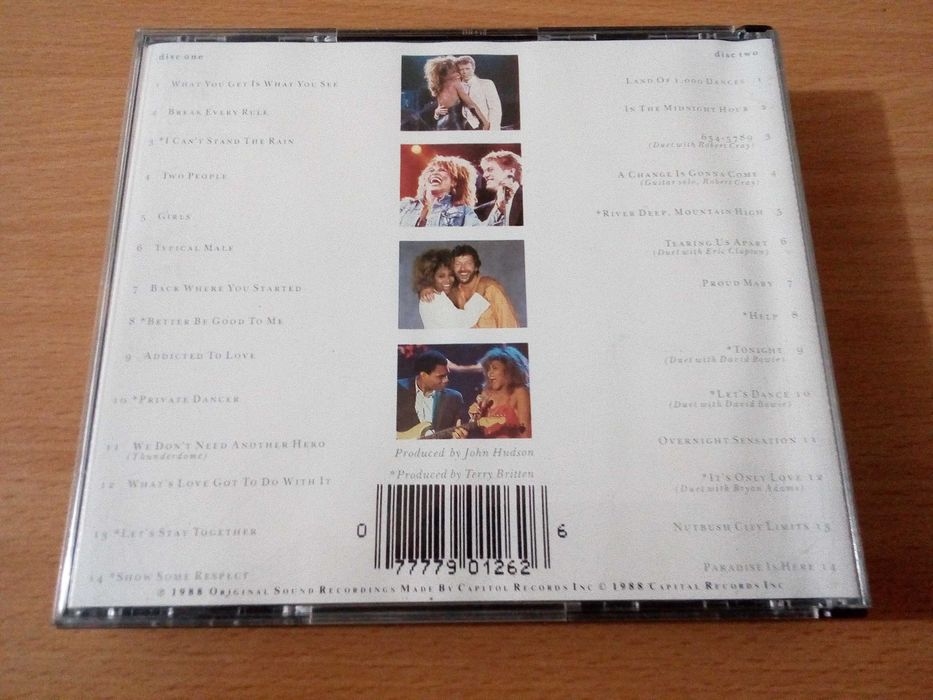 disc one
1 WHAT YOU GET IS WHAT YOU SEE
2 BREAK EVERY RULE
3 *I CAN'T STAND THE RAIN
4 TWO PEOPLE
5 GIRLS
6 TYPICAL MALE
7 BACK WHERE YOU STARTED
8 *BETTER BE GOOD TO ME
9 ADDICTED TO LOVE
10 *PRIVATE DANCER
11 WE DON'T NEED ANOTHER HERO
(Thunderdome)
12 WHAT'S LOVE GOT TO DO WITH IT
13 *LET'S STAY TOGETHER
14 *SHOW SOME RESPECT
disc two
LAND OF 1,000 DANCES 1
IN THE MIDNIGHT HOUR 2
634-5789 3
(Duet with Robert Cray)
A CHANGE IS GONNA COME 4
(Guitar solo, Robert Cray)
*RIVER DEEP, MOUNTAIN HIGH 5
TEARING US APART 6
(Duet with Eric Clapton)
PROUD MARY 7
*HELP 8
*TONIGHT 9
(Duet with David Bowie)
*LET'S DANCE 10
(Duet with David Bowie)
OVERNIGHT SENSATION 11
*IT'S ONLY LOVE 12
(Duet with Bryan Adams)
NUTBUSH CITY LIMITS 13
PARADISE IS HERE 14
Produced by John Hudson
*Produced by Terry Britten
0 77779 01262 6
℗ 1988 ORIGINAL SOUND RECORDINGS MADE BY CAPITOL RECORDS INC © 1988 CAPITAL RECORDS INC